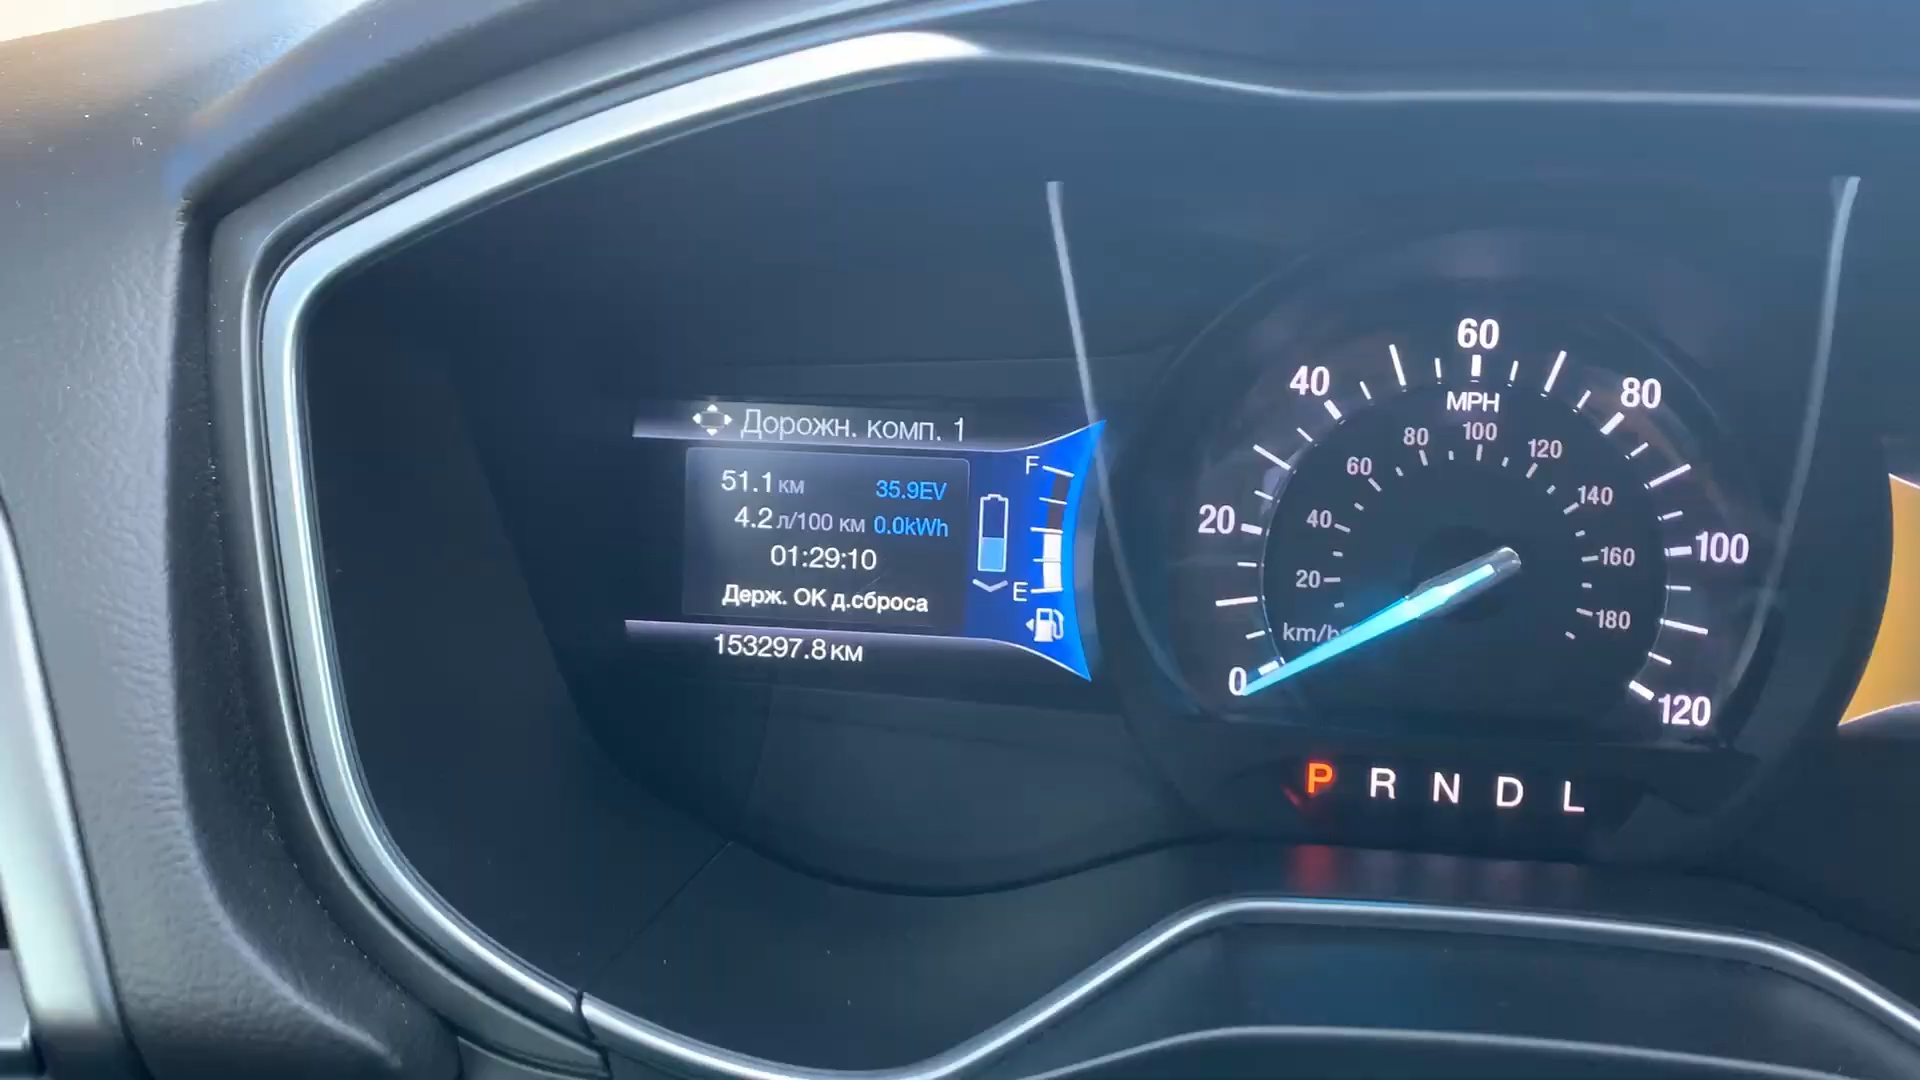 Дорожн. комп. 1
51.1 км 35.9EV
4.2 л/100 км 0.0kWh
01:29:10
Держ. OK д.сброса
153297.8 км
F
E
0
20
40
60
80
100
120
MPH
20
40
60
80
100
120
140
160
180
km/h
P R N D L